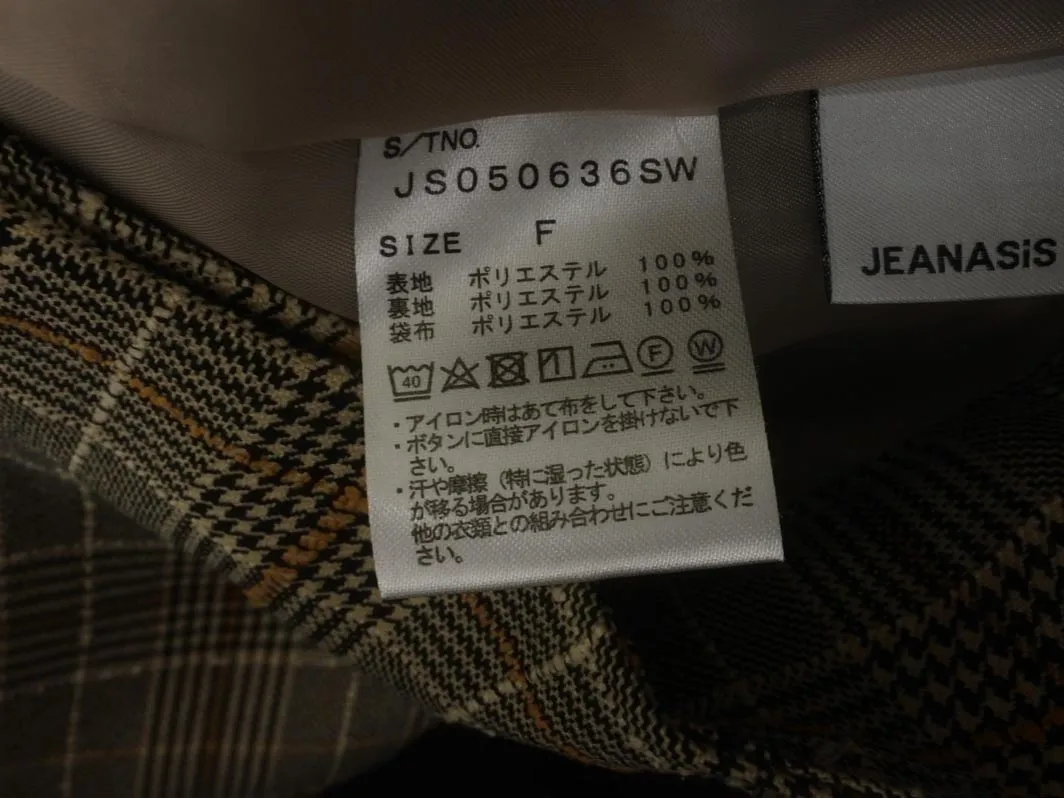 S/TNO.
JS050636SW
SIZE F
表地 ポリエステル 100%
裏地 ポリエステル 100%
袋布 ポリエステル 100%
40 F W
・アイロン時はあて布をして下さい。
・ボタンに直接アイロンを掛けないで下
さい。
・汗や摩擦（特に湿った状態）により色
が移る場合があります。
他の衣類との組み合わせにご注意くだ
さい。
JEANASiS